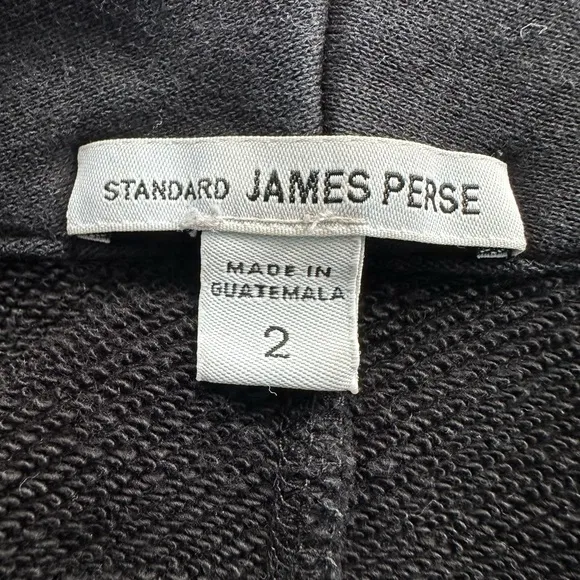 STANDARD JAMES PERSE
MADE IN
GUATEMALA
2